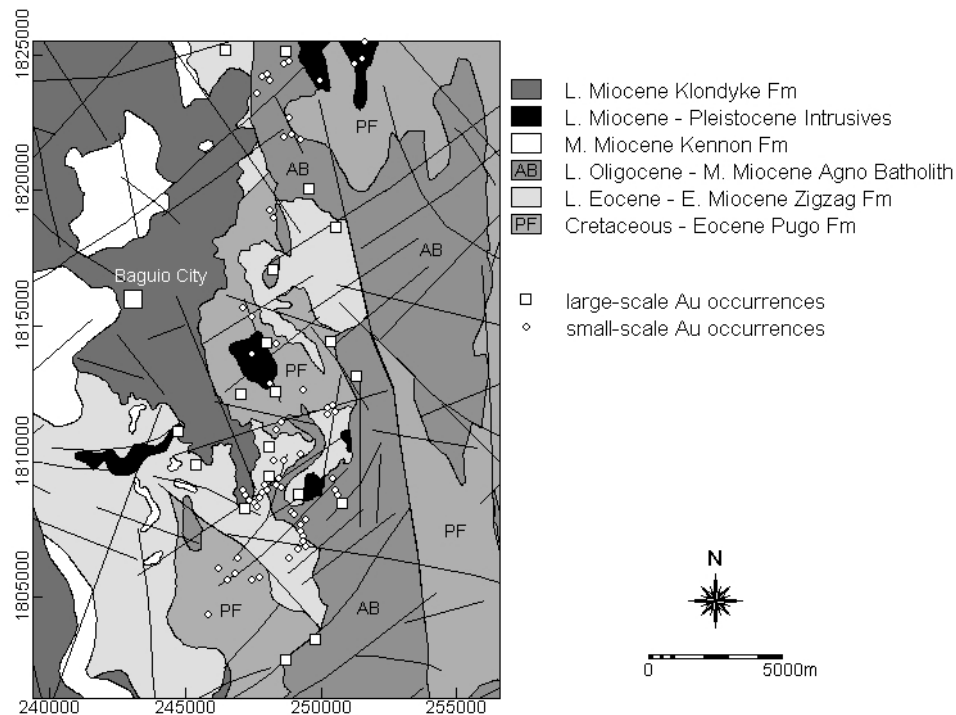 1825000
1820000
1815000
1810000
1805000
240000
245000
250000
255000
PF
AB
AB
Baguio City
PF
PF
PF
AB
L. Miocene Klondyke Fm
L. Miocene - Pleistocene Intrusives
M. Miocene Kennon Fm
AB L. Oligocene - M. Miocene Agno Batholith
L. Eocene - E. Miocene Zigzag Fm
PF Cretaceous - Eocene Pugo Fm
large-scale Au occurrences
small-scale Au occurrences
N
0 5000m